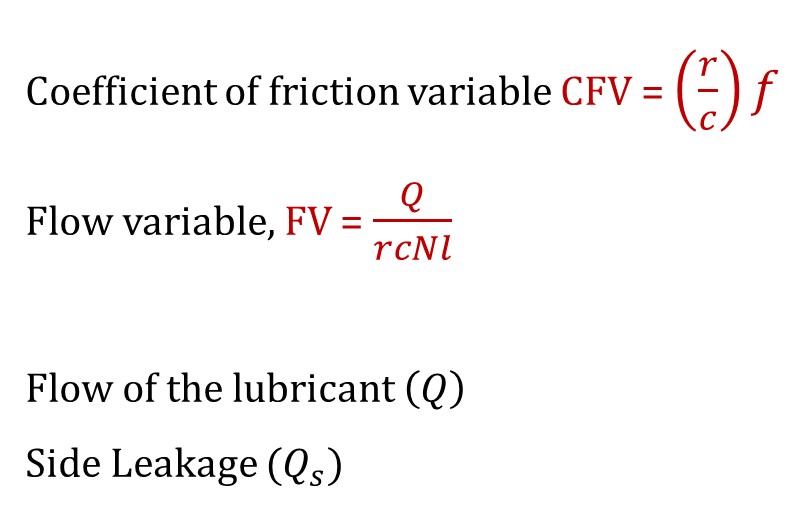 Coefficient of friction variable CFV = (r/c) f
Flow variable, FV = Q/rcNl
Flow of the lubricant (Q)
Side Leakage (Qₛ)